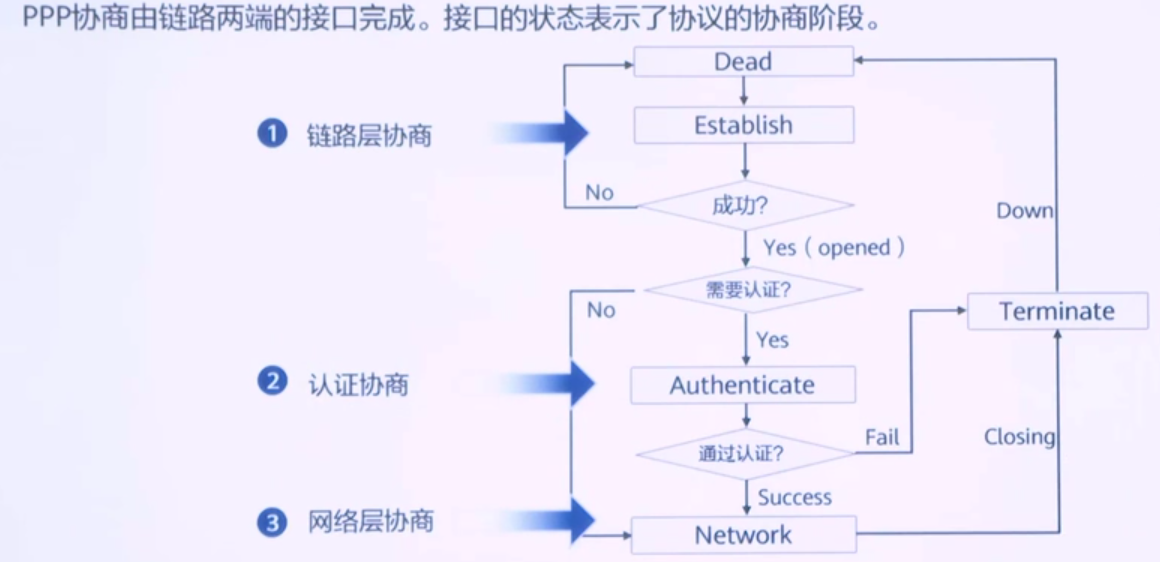 PPP协商由链路两端的接口完成。接口的状态表示了协议的协商阶段。
Dead
1 链路层协商
Establish
No
成功?
Down
Yes（opened）
需要认证?
No
Terminate
Yes
2 认证协商
Authenticate
Fail
Closing
通过认证?
Success
3 网络层协商
Network